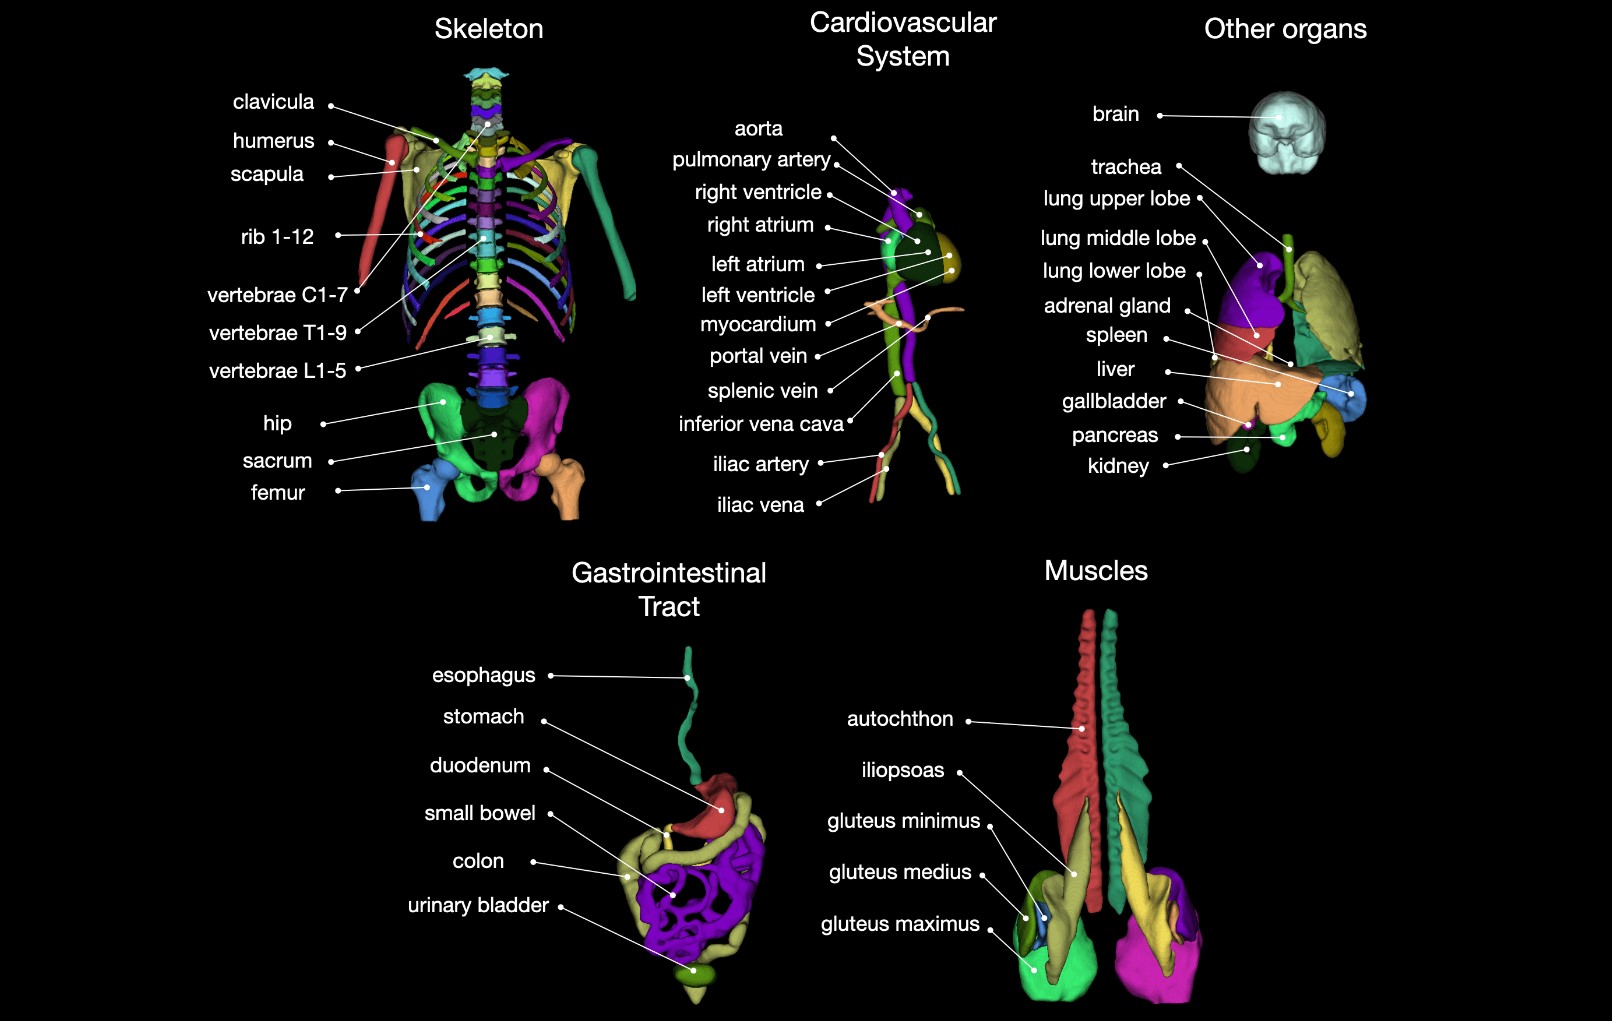 Skeleton
clavicula
humerus
scapula
rib 1-12
vertebrae C1-7
vertebrae T1-9
vertebrae L1-5
hip
sacrum
femur
Cardiovascular
System
aorta
pulmonary artery
right ventricle
right atrium
left atrium
left ventricle
myocardium
portal vein
splenic vein
inferior vena cava
iliac artery
iliac vena
Other organs
brain
trachea
lung upper lobe
lung middle lobe
lung lower lobe
adrenal gland
spleen
liver
gallbladder
pancreas
kidney
Gastrointestinal
Tract
esophagus
stomach
duodenum
small bowel
colon
urinary bladder
Muscles
autochthon
iliopsoas
gluteus minimus
gluteus medius
gluteus maximus